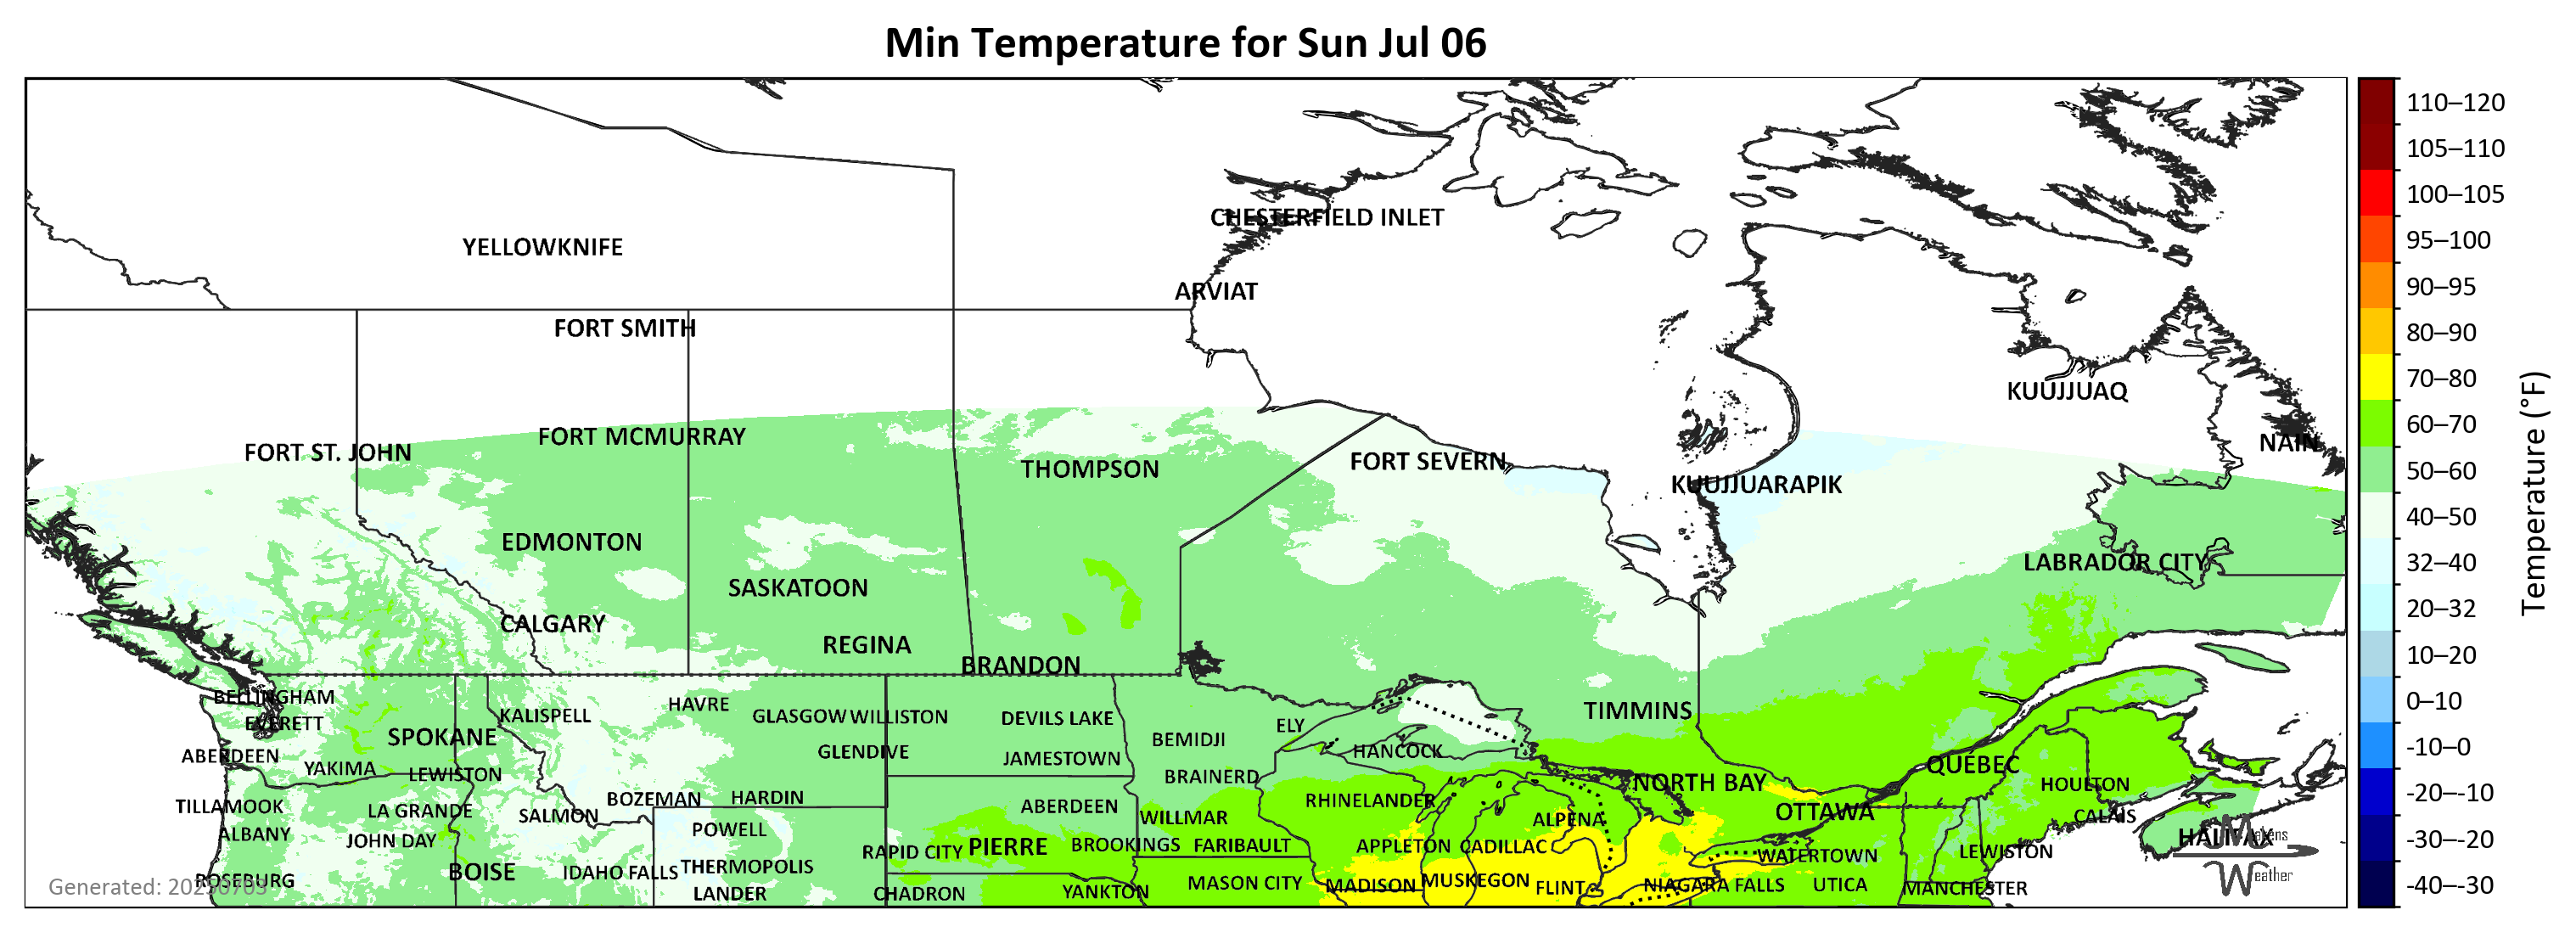 Min Temperature for Sun Jul 06
110–120
105–110
CHESTERFIELD INLET
100–105
YELLOWKNIFE
95–100
ARVIAT
90–95
FORT SMITH
80–90
KUUJJUAQ
70–80
FORT MCMURRAY
60–70
FORT ST. JOHN
NAIN
THOMPSON
FORT SEVERN
50–60
KUUJJUARAPIK
40–50
EDMONTON
LABRADOR CITY
32–40
Temperature (°F)
SASKATOON
CALGARY
20–32
REGINA
BRANDON
10–20
BELLINGHAM
HAVRE
0–10
KALISPELL
GLASGOW
WILLISTON
DEVILS LAKE
TIMMINS
EVERETT
SPOKANE
BEMIDJI
ELY
-10–0
ABERDEEN
GLENDIVE
JAMESTOWN
HANCOCK
YAKIMA
LEWISTON
BRAINERD
NORTH BAY
QUÉBEC
HOULTON
-20–-10
TILLAMOOK
LA GRANDE
SALMON
BOZEMAN
HARDIN
ABERDEEN
WILLMAR
RHINELANDER
ALPENA
OTTAWA
CALAIS
ALBANY
JOHN DAY
POWELL
RAPID CITY
PIERRE
BROOKINGS
FARIBAULT
APPLETON
CADILLAC
WATERTOWN
LEWISTON
HALIFAX
Makens
Weather
-30–-20
BOISE
IDAHO FALLS
THERMOPOLIS
ROSEBURG
Generated: 20250703
LANDER
CHADRON
YANKTON
MASON CITY
MADISON
MUSKEGON
FLINT
NIAGARA FALLS
UTICA
MANCHESTER
-40–-30